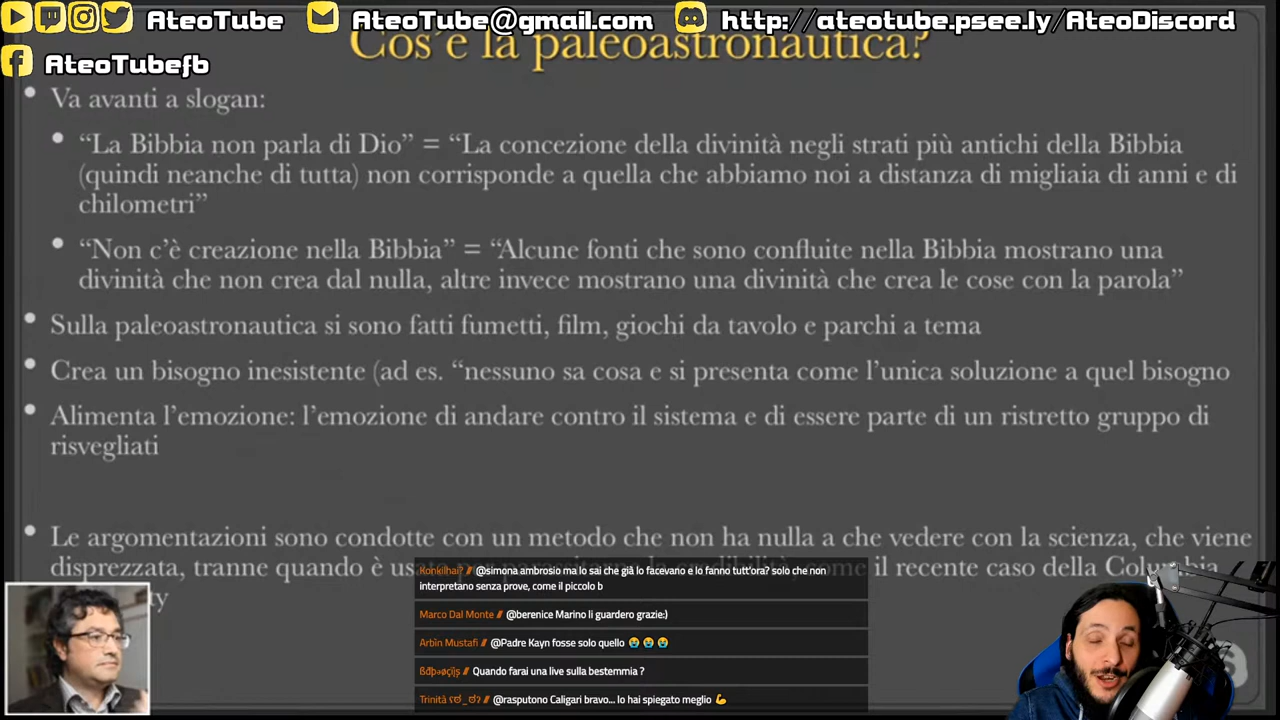 AteoTube AteoTube@gmail.com http://ateotube.psee.ly/AteoDiscord
Cos'è la paleoastronautica?
AteoTubefb
Va avanti a slogan:
“La Bibbia non parla di Dio” = “La concezione della divinità negli strati più antichi della Bibbia
(quindi neanche di tutta) non corrisponde a quella che abbiamo noi a distanza di migliaia di anni e di
chilometri”
“Non c’è creazione nella Bibbia” = “Alcune fonti che sono confluite nella Bibbia mostrano una
divinità che non crea dal nulla, altre invece mostrano una divinità che crea le cose con la parola”
Sulla paleoastronautica si sono fatti fumetti, film, giochi da tavolo e parchi a tema
Crea un bisogno inesistente (ad es. “nessuno sa cosa e si presenta come l’unica soluzione a quel bisogno
Alimenta l’emozione: l’emozione di andare contro il sistema e di essere parte di un ristretto gruppo di
risvegliati
Le argomentazioni sono condotte con un metodo che non ha nulla a che vedere con la scienza, che viene
disprezzata, tranne quando è credibilità, come il recente caso della Columbia
Konkilhai? // @simona ambrosio ma lo sai che già lo facevano e lo fanno tutt'ora? solo che non
interpretano senza prove, come il piccolo b
Marco Dal Monte // @berenice Marino li guardero grazie:)
Arbïn Mustafi // @Padre Kayn fosse solo quello 😭 😭 😭
// Quando farai una live sulla bestemmia ?
Trinità // @rasputono Caligari bravo... lo hai spiegato meglio 💪